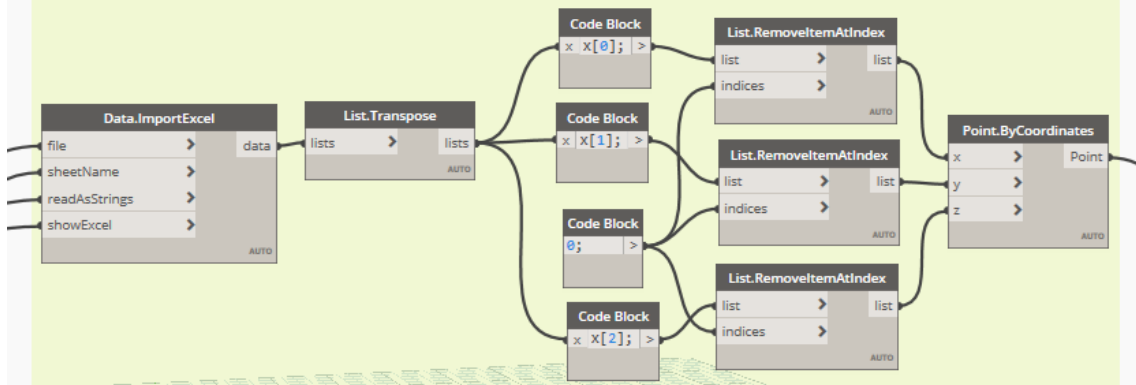 Data.ImportExcel
file > data
sheetName >
readAsStrings >
showExcel >
AUTO
List.Transpose
lists > lists
AUTO
Code Block
x X[0]; >
Code Block
x X[1]; >
Code Block
0; >
Code Block
x X[2]; >
List.RemoveItemAtIndex
list > list
indices >
AUTO
List.RemoveItemAtIndex
list > list
indices >
AUTO
List.RemoveItemAtIndex
list > list
indices >
AUTO
Point.ByCoordinates
x > Point
y >
z >
AUTO